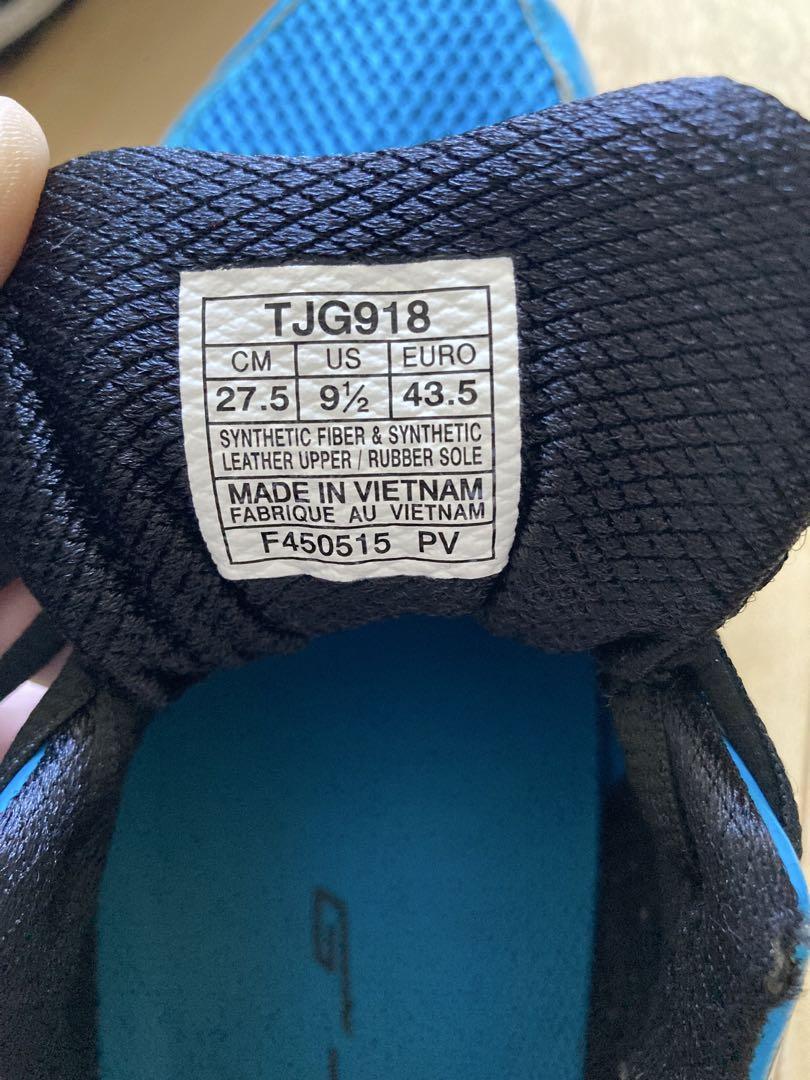 TJG918
CM US EURO
27.5 9½ 43.5
SYNTHETIC FIBER & SYNTHETIC
LEATHER UPPER / RUBBER SOLE
MADE IN VIETNAM
FABRIQUE AU VIETNAM
F450515 PV